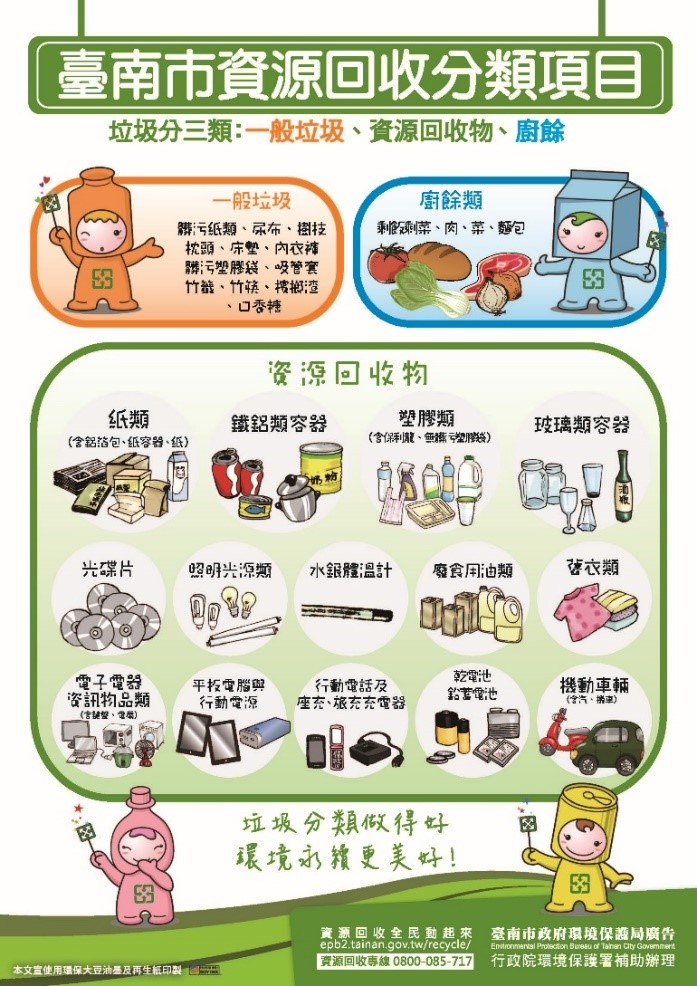 臺南市資源回收分類項目
垃圾分三類：一般垃圾、資源回收物、廚餘
一般垃圾
髒污紙類、尿布、樹枝
枕頭、床墊、內衣褲
髒污塑膠袋、吸管套
竹籤、竹筷、檳榔渣
、口香糖
廚餘類
剩飯剩菜、肉、菜、麵包
資源回收物
紙類
(含鋁箔包、紙容器、紙)
鐵鋁類容器
奶粉
塑膠類
(含保利龍、無髒污塑膠袋)
玻璃類容器
酒瓶
光碟片
照明光源類
水銀體溫計
廢食用油類
舊衣類
電子電器
資訊物品類
(含鍵盤、電扇)
平板電腦與
行動電源
行動電話及
座充、旅充充電器
乾電池
鉛蓄電池
機動車輛
(含汽、機車)
垃圾分類做得好
環境永續更美好！
資源回收全民動起來
epb2.tainan.gov.tw/recycle/
資源回收專線 0800-085-717
臺南市政府環境保護局廣告
Environmental Protection Bureau of Tainan City Government
行政院環境保護署補助辦理
本文宣使用環保大豆油墨及再生紙印製